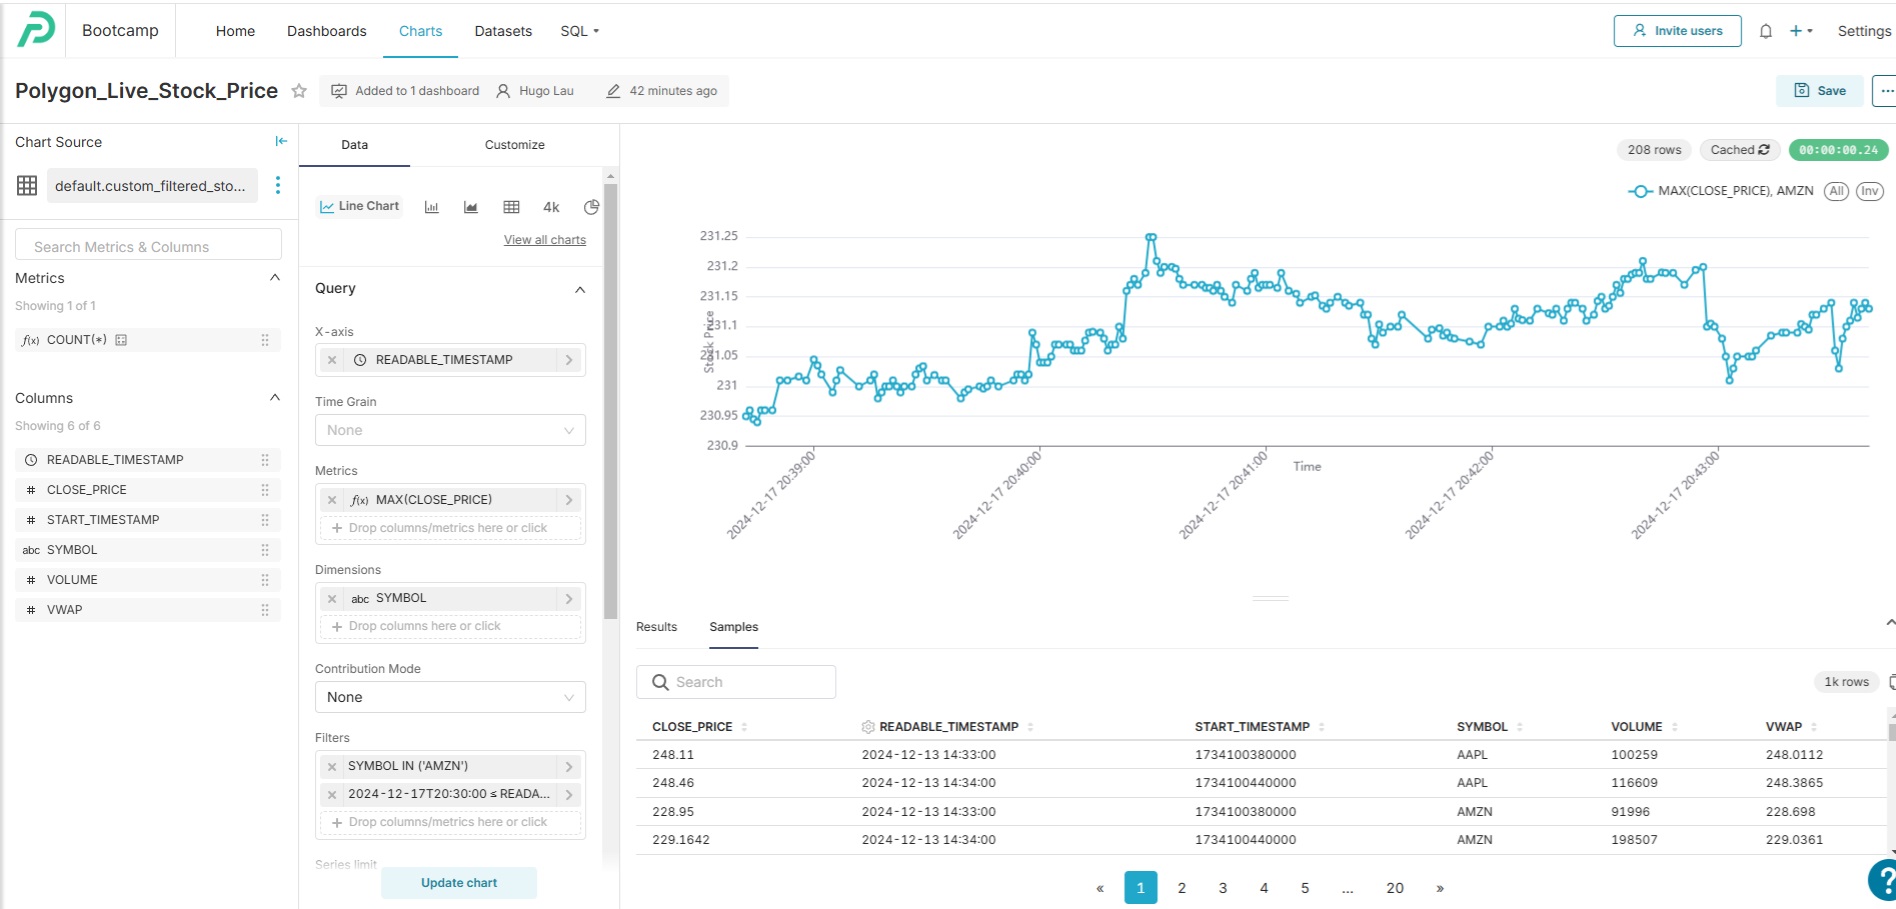 Bootcamp
Home
Dashboards
Charts
Datasets
SQL
Invite users
Settings
Polygon_Live_Stock_Price
Added to 1 dashboard
Hugo Lau
42 minutes ago
Save
Chart Source
default.custom_filtered_sto...
Search Metrics & Columns
Metrics
Showing 1 of 1
f(x) COUNT(*)
Columns
Showing 6 of 6
READABLE_TIMESTAMP
# CLOSE_PRICE
# START_TIMESTAMP
abc SYMBOL
# VOLUME
# VWAP
Data
Customize
Line Chart
4k
View all charts
Query
X-axis
READABLE_TIMESTAMP
Time Grain
None
Metrics
f(x) MAX(CLOSE_PRICE)
+ Drop columns/metrics here or click
Dimensions
abc SYMBOL
+ Drop columns here or click
Contribution Mode
None
Filters
SYMBOL IN ('AMZN')
2024-12-17T20:30:00 ≤ READA...
+ Drop columns/metrics here or click
Series limit
Update chart
208 rows
Cached
00:00:00.24
MAX(CLOSE_PRICE), AMZN
All
Inv
231.25
231.2
231.15
231.1
231.05
231
230.95
230.9
Stock Price
2024-12-17 20:39:00
2024-12-17 20:40:00
2024-12-17 20:41:00
2024-12-17 20:42:00
2024-12-17 20:43:00
Time
Results
Samples
Search
1k rows
CLOSE_PRICE READABLE_TIMESTAMP START_TIMESTAMP SYMBOL VOLUME VWAP
248.11 2024-12-13 14:33:00 1734100380000 AAPL 100259 248.0112
248.46 2024-12-13 14:34:00 1734100440000 AAPL 116609 248.3865
228.95 2024-12-13 14:33:00 1734100380000 AMZN 91996 228.698
229.1642 2024-12-13 14:34:00 1734100440000 AMZN 198507 229.0361
« 1 2 3 4 5 ... 20 »
?